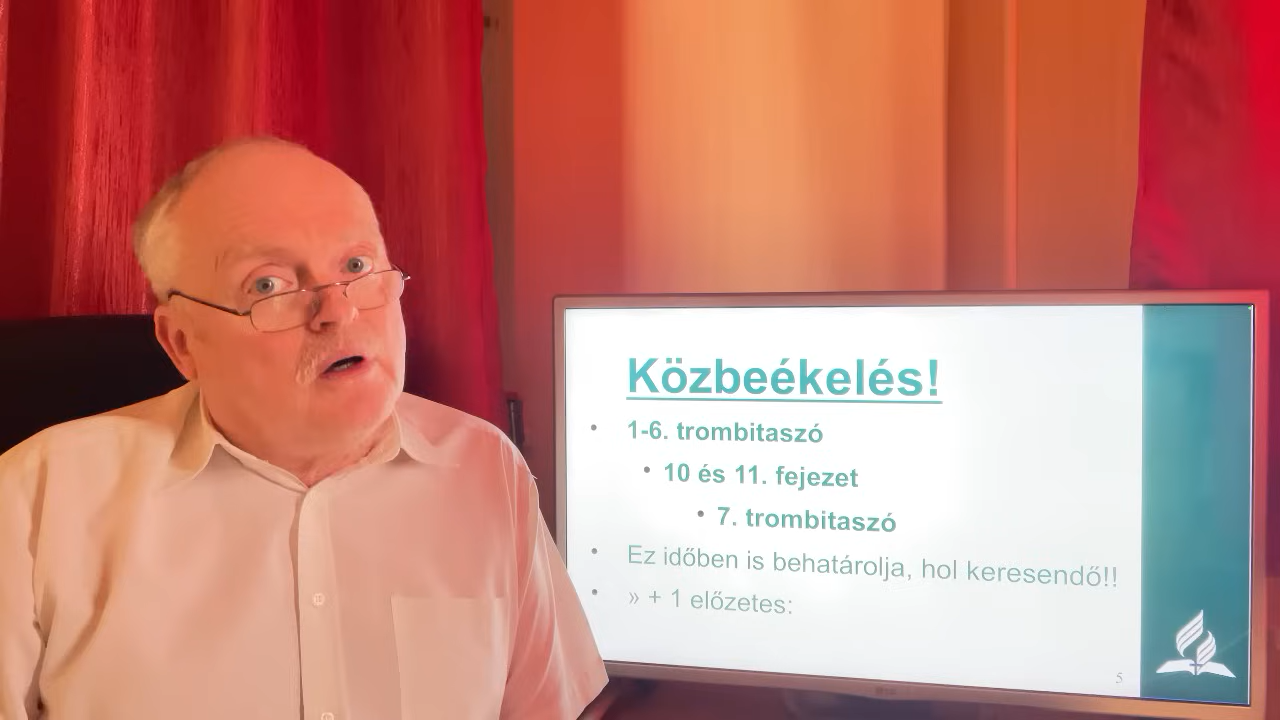 Közbeékelés!
• 1-6. trombitaszó
• 10 és 11. fejezet
• 7. trombitaszó
• Ez időben is behatárolja, hol keresendő!!
• » + 1 előzetes:
5